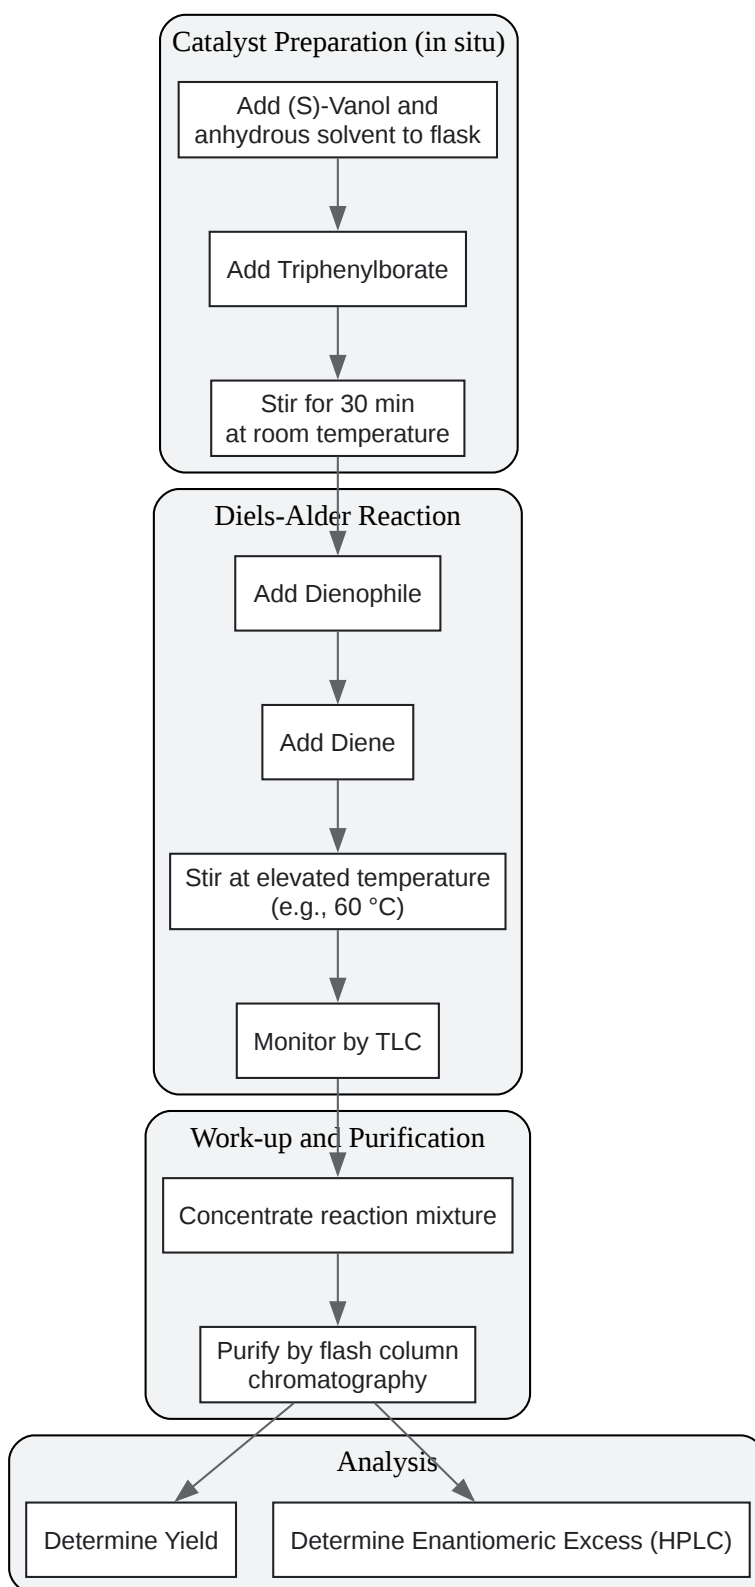 Catalyst Preparation (in situ)
Add (S)-Vanol and
anhydrous solvent to flask
Add Triphenylborate
Stir for 30 min
at room temperature
Diels-Alder Reaction
Add Dienophile
Add Diene
Stir at elevated temperature
(e.g., 60 °C)
Monitor by TLC
Work-up and Purification
Concentrate reaction mixture
Purify by flash column
chromatography
Analysis
Determine Yield
Determine Enantiomeric Excess (HPLC)